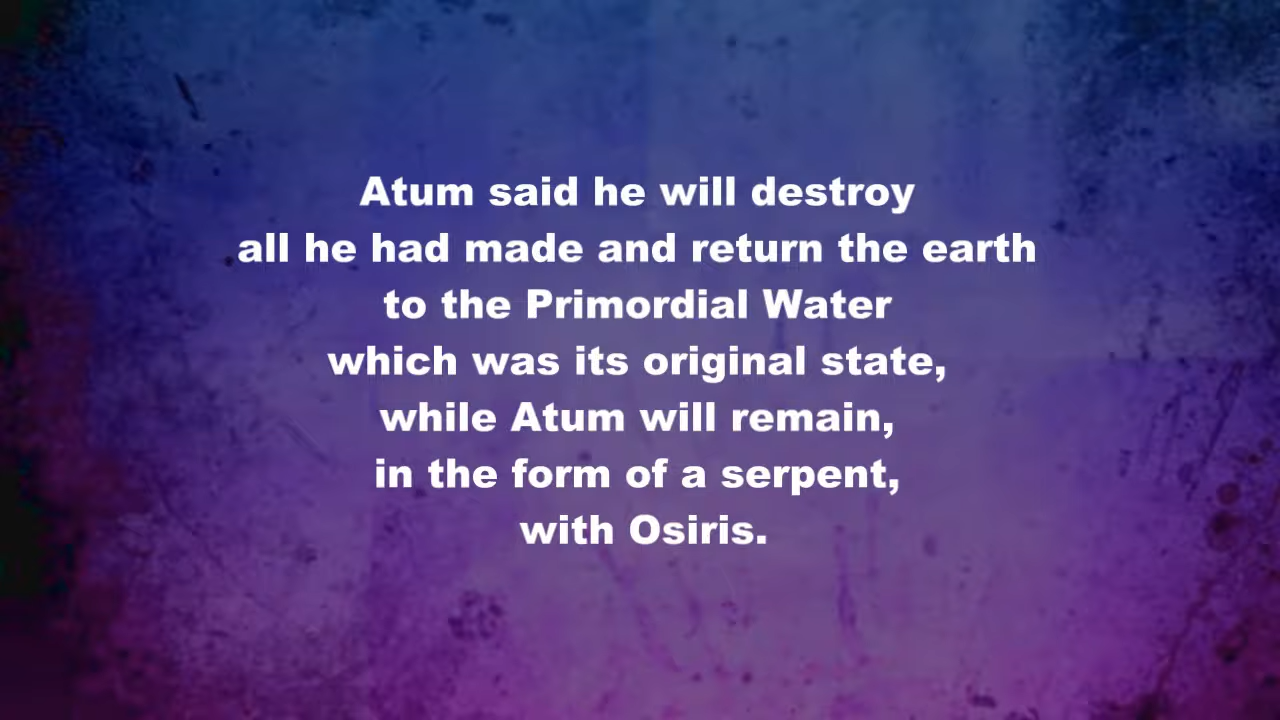 Atum said he will destroy
all he had made and return the earth
to the Primordial Water
which was its original state,
while Atum will remain,
in the form of a serpent,
with Osiris.